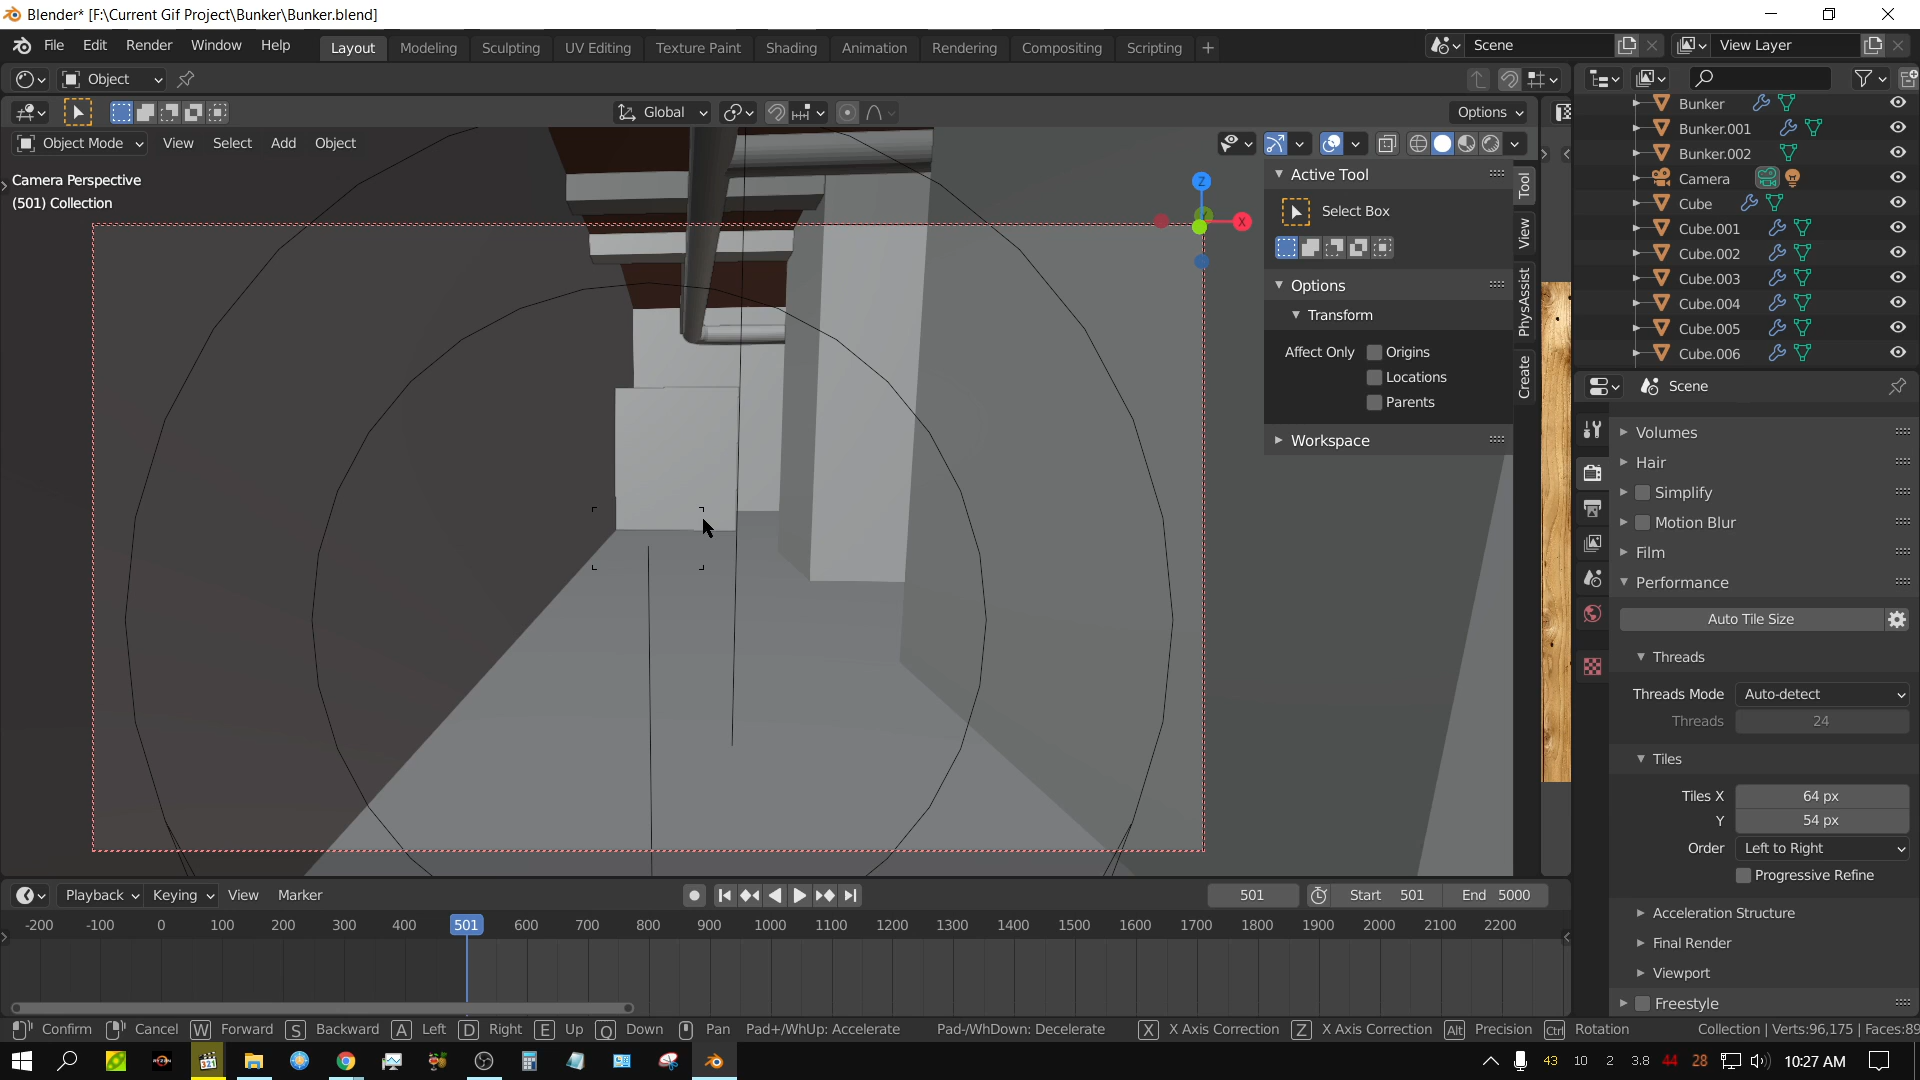 Blender* [F:\Current Gif Project\Bunker\Bunker.blend]
File Edit Render Window Help Layout Modeling Sculpting UV Editing Texture Paint Shading Animation Rendering Compositing Scripting + Scene View Layer
Object
Global Options
Object Mode View Select Add Object
Camera Perspective
(501) Collection
Z
X
Active Tool
Select Box
Options
Transform
Affect Only Origins
Locations
Parents
Workspace
Tool
View
PhysAssist
Create
Bunker
Bunker.001
Bunker.002
Camera
Cube
Cube.001
Cube.002
Cube.003
Cube.004
Cube.005
Cube.006
Scene
Volumes
Hair
Simplify
Motion Blur
Film
Performance
Auto Tile Size
Threads
Threads Mode Auto-detect
Threads 24
Tiles
Tiles X 64 px
Y 54 px
Order Left to Right
Progressive Refine
Acceleration Structure
Final Render
Viewport
Freestyle
Playback Keying View Marker 501 Start 501 End 5000
-200 -100 0 100 200 300 400 501 600 700 800 900 1000 1100 1200 1300 1400 1500 1600 1700 1800 1900 2000 2100 2200
Confirm Cancel W Forward S Backward A Left D Right E Up Q Down Pan Pad+/WhUp: Accelerate Pad-/WhDown: Decelerate X X Axis Correction Z X Axis Correction Alt Precision Ctrl Rotation Collection | Verts:96,175 | Faces:89
RYZEN 321 43 10 2 3.8 44 28 10:27 AM